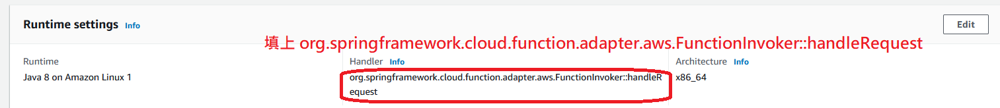 Runtime settings Info Edit
填上 org.springframework.cloud.function.adapter.aws.FunctionInvoker::handleRequest
Runtime Handler Info Architecture Info
Java 8 on Amazon Linux 1 org.springframework.cloud.function.adapter.aws.FunctionInvoker::handleR x86_64
equest